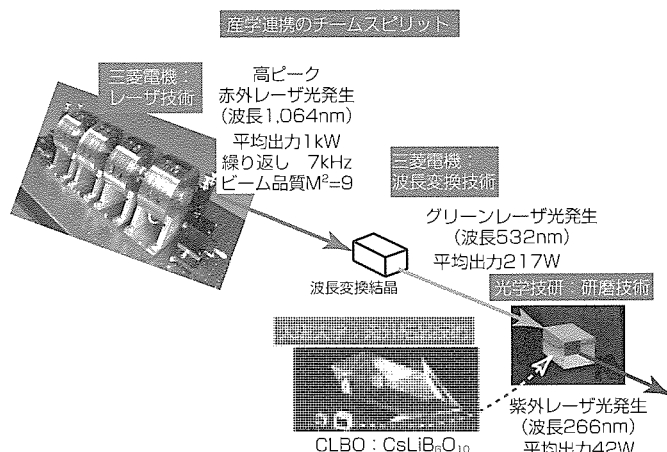 産学連携のチームスピリット
三菱電機：
レーザ技術
高ピーク
赤外レーザ光発生
（波長1,064nm）
平均出力1kW
繰り返し　7kHz
ビーム品質M²=9
三菱電機：
波長変換技術
グリーンレーザ光発生
（波長532nm）
平均出力217W
波長変換結晶
光学技研：研磨技術
紫外レーザ光発生
（波長266nm）
平均出力42W
CLBO：CsLiB₆O₁₀